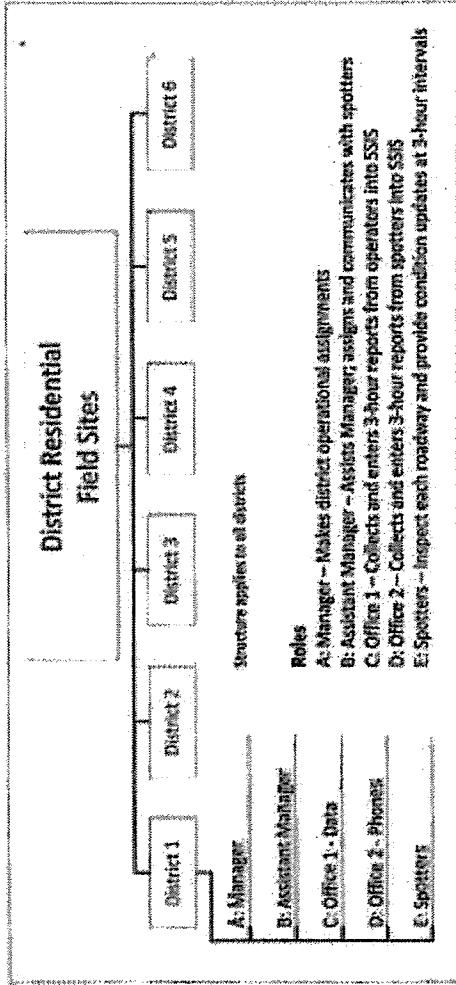 District Residential
Field Sites
District 1
District 2
District 3
District 4
District 5
District 6
A: Manager
B: Assistant Manager
C: Office 1 - Data
D: Office 2 - Phones
E: Spotters
Structure applies to all districts
Roles
A: Manager – Makes district operational assignments
B: Assistant Manager – Assists Manager; assigns and communicates with spotters
C: Office 1 – Collects and enters 3-hour reports from operators into SSIS
D: Office 2 – Collects and enters 3-hour reports from spotters into SSIS
E: Spotters – Inspect each roadway and provide condition updates at 3-hour intervals